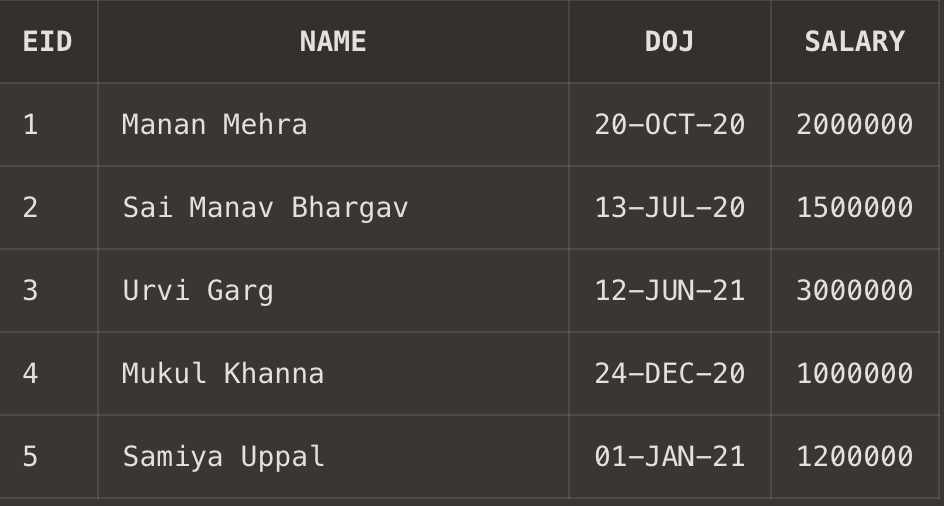 EID NAME DOJ SALARY
1 Manan Mehra 20-OCT-20 2000000
2 Sai Manav Bhargav 13-JUL-20 1500000
3 Urvi Garg 12-JUN-21 3000000
4 Mukul Khanna 24-DEC-20 1000000
5 Samiya Uppal 01-JAN-21 1200000